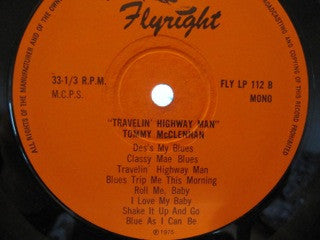 Flyright
BROADCASTING AND
COPYING OF THIS RECORD PROHIBITED
ALL RIGHTS OF THE MANUFACTURER AND OF THE
33-1/3 R.P.M.
M.C.P.S.
FLY LP 112 B
MONO
"TRAVELIN' HIGHWAY MAN"
TOMMY McCLENNAN
Des's My Blues
Classy Mae Blues
Travelin' Highway Man
Blues Trip Me This Morning
Roll Me, Baby
I Love My Baby
Shake It Up And Go
Blue As I Can Be
℗ 1975